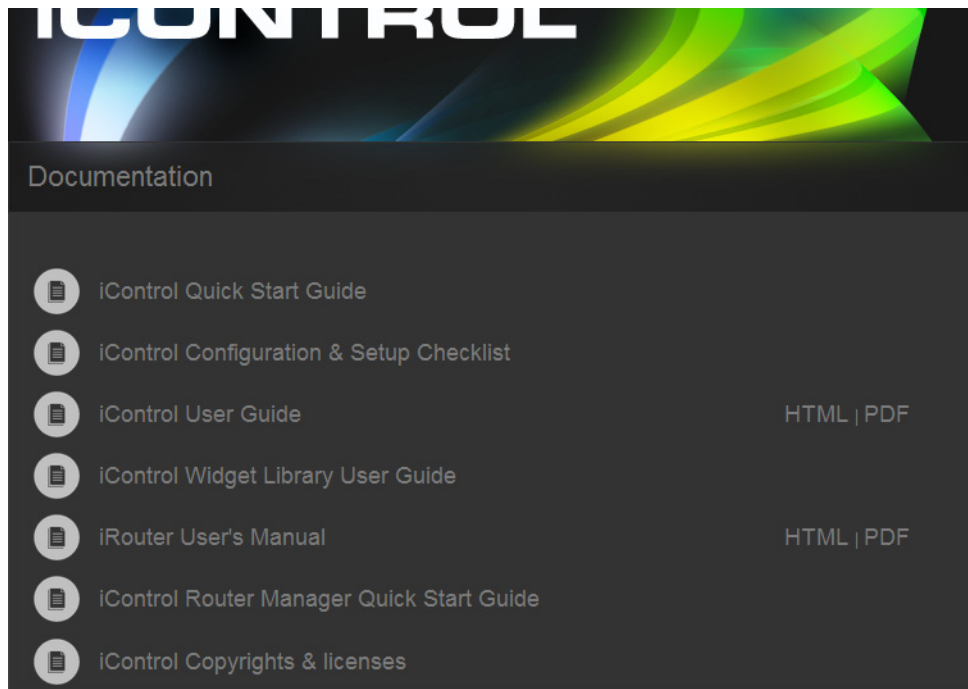 iCONTROL
Documentation
iControl Quick Start Guide
iControl Configuration & Setup Checklist
iControl User Guide HTML | PDF
iControl Widget Library User Guide
iRouter User's Manual HTML | PDF
iControl Router Manager Quick Start Guide
iControl Copyrights & licenses